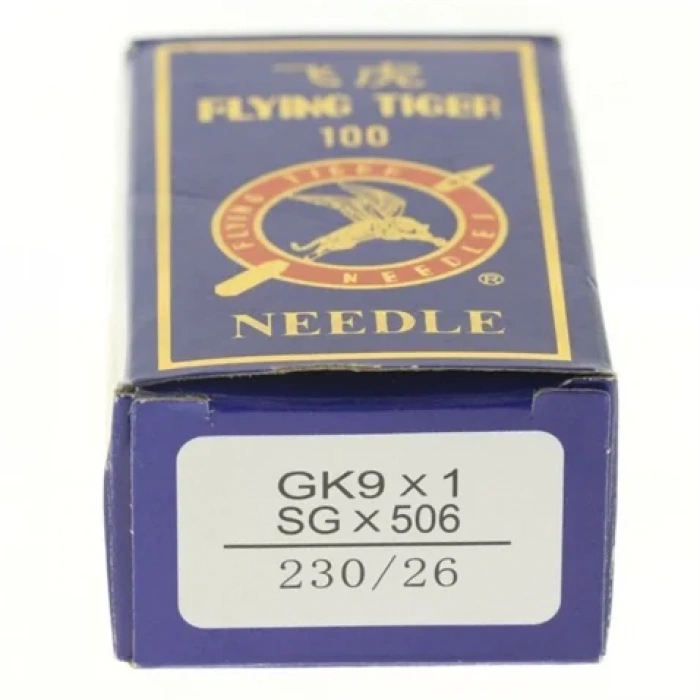 飞虎
FLYING TIGER
100
FLYING TIGER
NEEDLE
®
NEEDLE
GK9 × 1
SG × 506
230/26